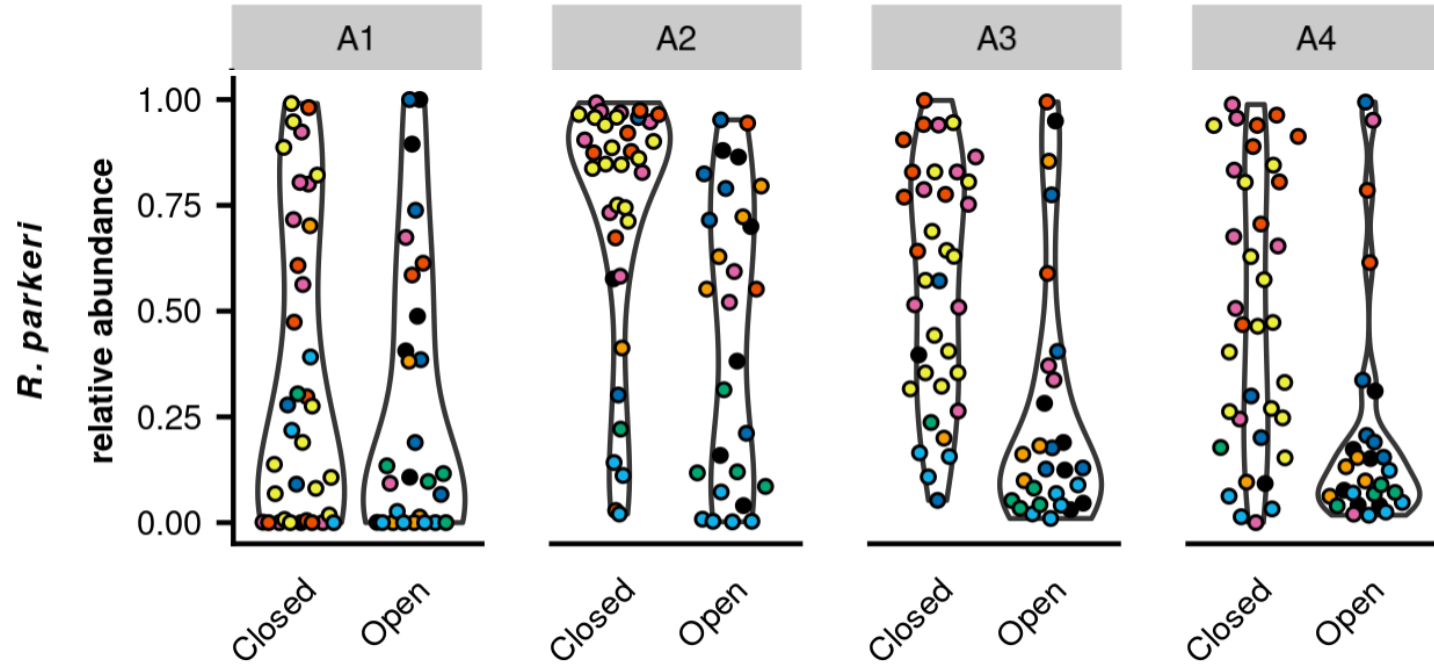 A1 A2 A3 A4
R. parkeri
relative abundance
1.00
0.75
0.50
0.25
0.00
Closed Open Closed Open Closed Open Closed Open